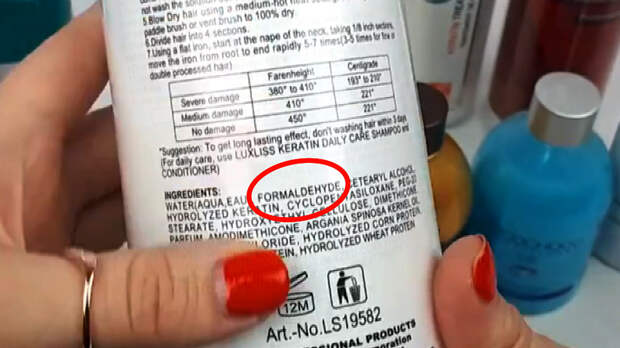 not wash the solution
5.Blow Dry hair using a medium-hot
paddle brush or vent brush to 100% dry.
6.Divide hair into 4 sections.
7.Using a flat iron, start at the nape of the neck, taking 1/8 inch sections,
move the iron from root to end rapidly 5-7 times(3-5 times for fine or
double processed hair)
Farenheight Centigrade
Severe damage 380° to 410° 193° to 210°
Medium damage 410° 221°
No damage 450° 221°
*Suggestion: To get long lasting effect, don't washing hair within 3 days
(For daily care, use LUXLISS KERATIN DAILY CARE SHAMPOO and
CONDITIONER)
INGREDIENTS:
WATER(AQUA,EAU, FORMALDEHYDE, CETEARYL ALCOHOL,
HYDROLYZED KERATIN, CYCLOPEN ASILOXANE, PEG-
STEARATE, HYDROXYETHYL CELLULOSE, DIMETHICONE,
PARFUM, AMODIMETHICONE, ARGANIA SPINOSA KERNEL OIL,
HYDROLYZED CORN PROTEIN,
HYDROLYZED WHEAT PROTEIN
12M
Art.-No.LS19582
PRODUCTS